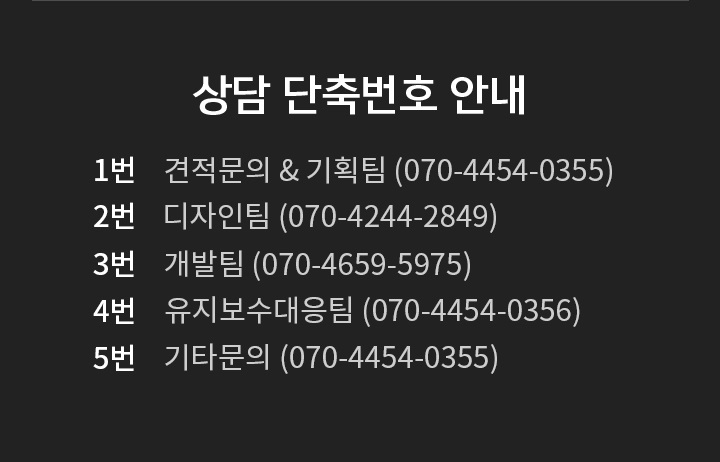 상담 단축번호 안내
1번 견적문의 & 기획팀 (070-4454-0355)
2번 디자인팀 (070-4244-2849)
3번 개발팀 (070-4659-5975)
4번 유지보수대응팀 (070-4454-0356)
5번 기타문의 (070-4454-0355)